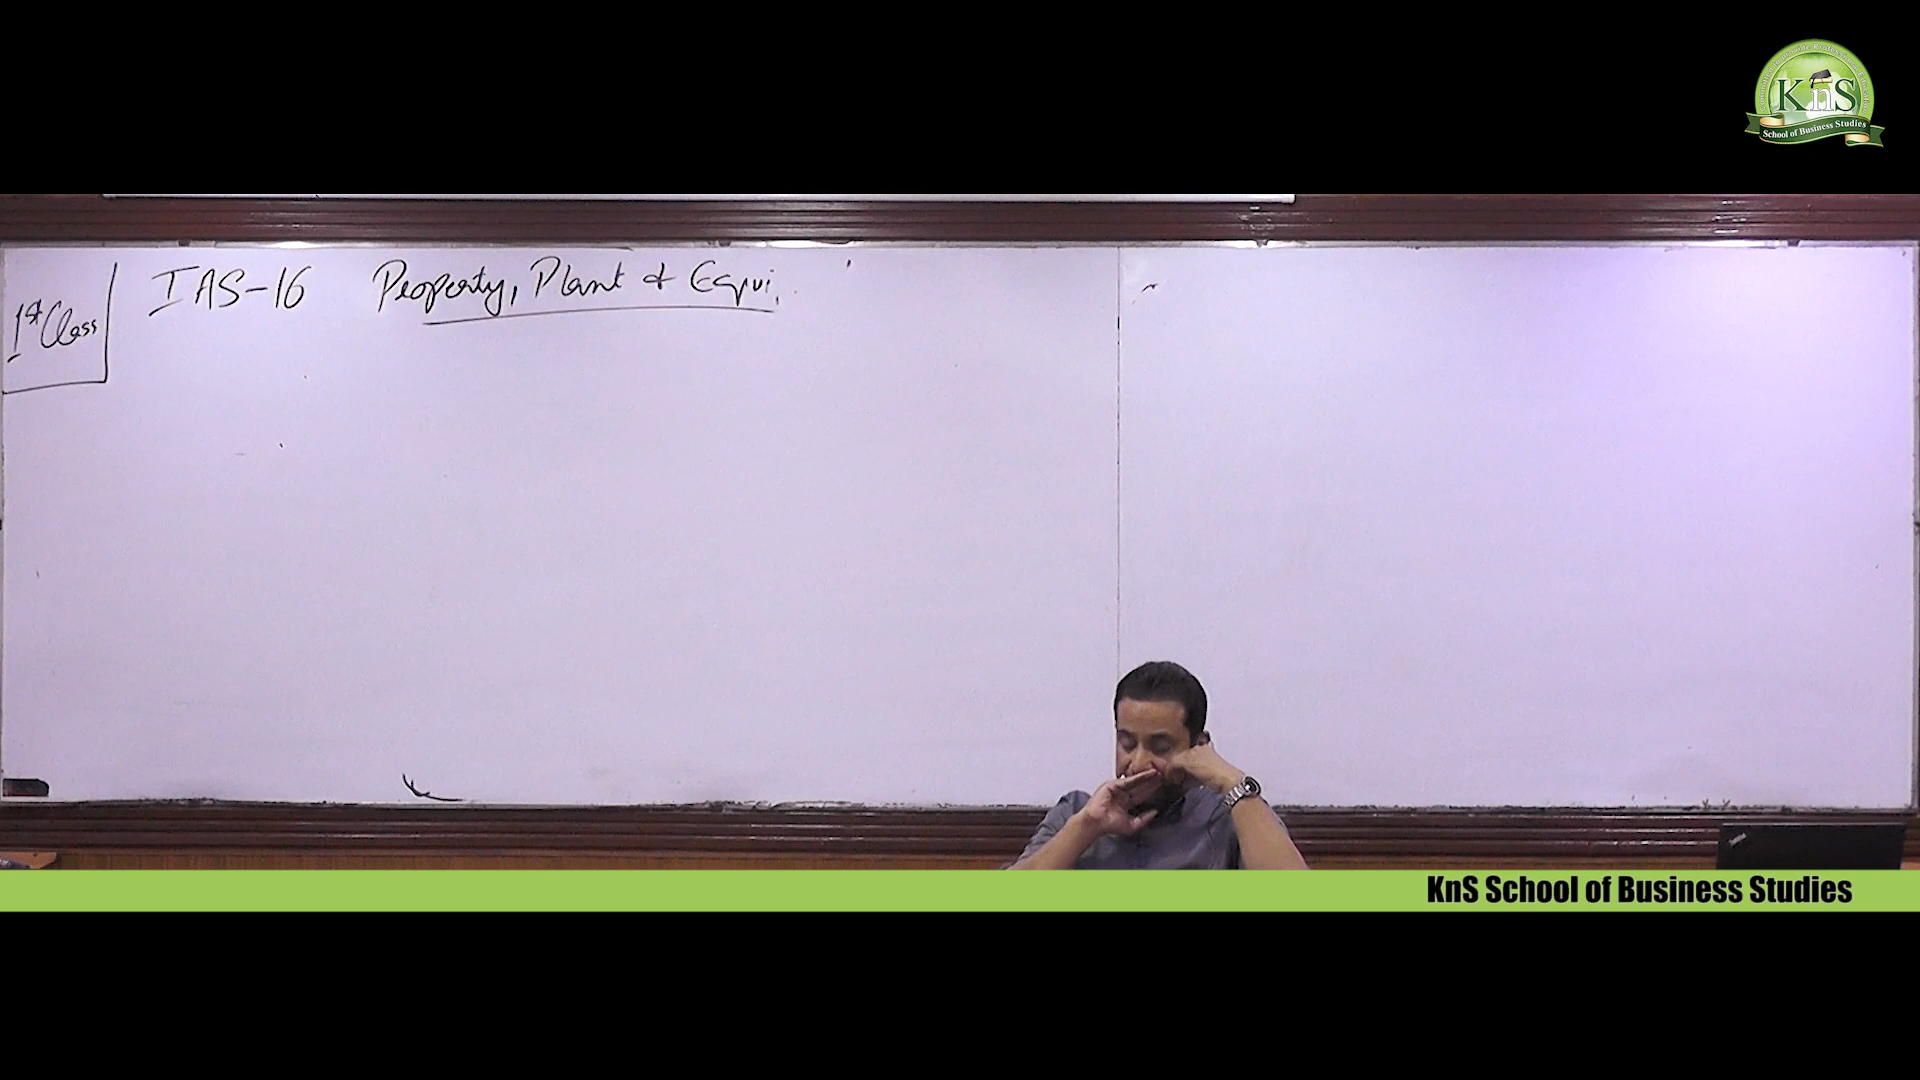 KnS
School of Business Studies
1st Class
IAS-16 Property, Plant & Equi.
KnS School of Business Studies